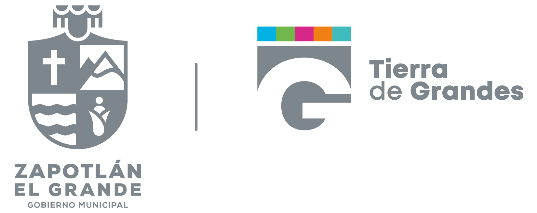 ZAPOTLÁN
EL GRANDE
GOBIERNO MUNICIPAL
Tierra
de Grandes